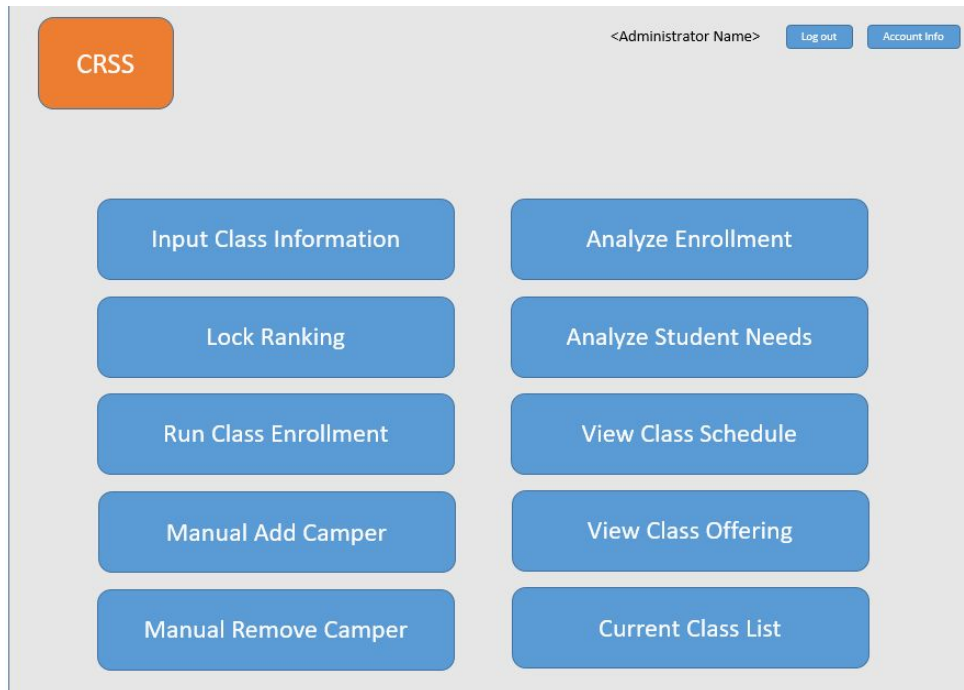 CRSS
<Administrator Name>
Log out
Account Info
Input Class Information
Analyze Enrollment
Lock Ranking
Analyze Student Needs
Run Class Enrollment
View Class Schedule
Manual Add Camper
View Class Offering
Manual Remove Camper
Current Class List